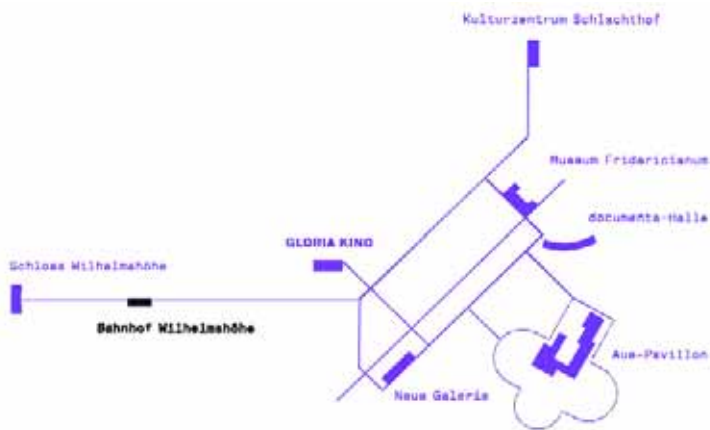 Kulturzentrum Schlachthof
Museum Fridericianum
documenta-Halle
GLORIA KINO
Schloss Wilhelmshöhe
Bahnhof Wilhelmshöhe
Aue-Pavillon
Neue Galerie